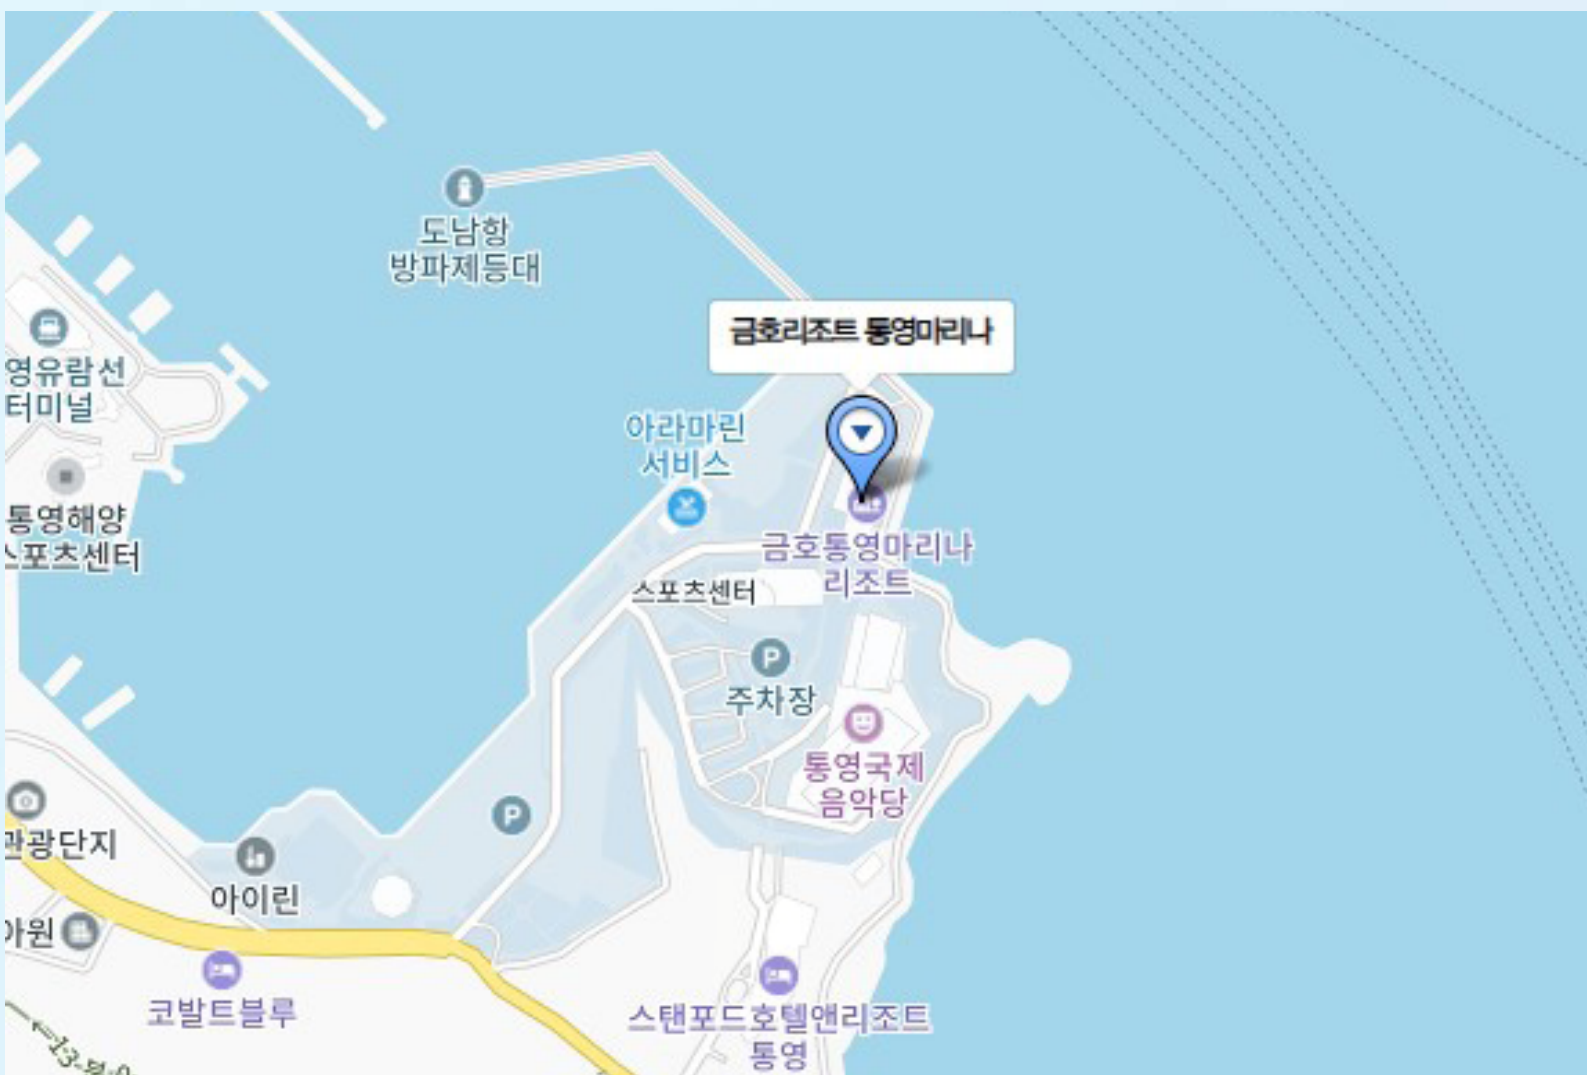 도남항
방파제등대
금호리조트 통영마리나
영유람선
터미널
아라마린
서비스
통영해양
스포츠센터
금호통영마리나
리조트
스포츠센터
P
주차장
통영국제
음악당
P
관광단지
아이린
아원
코발트블루
스탠포드호텔앤리조트
통영